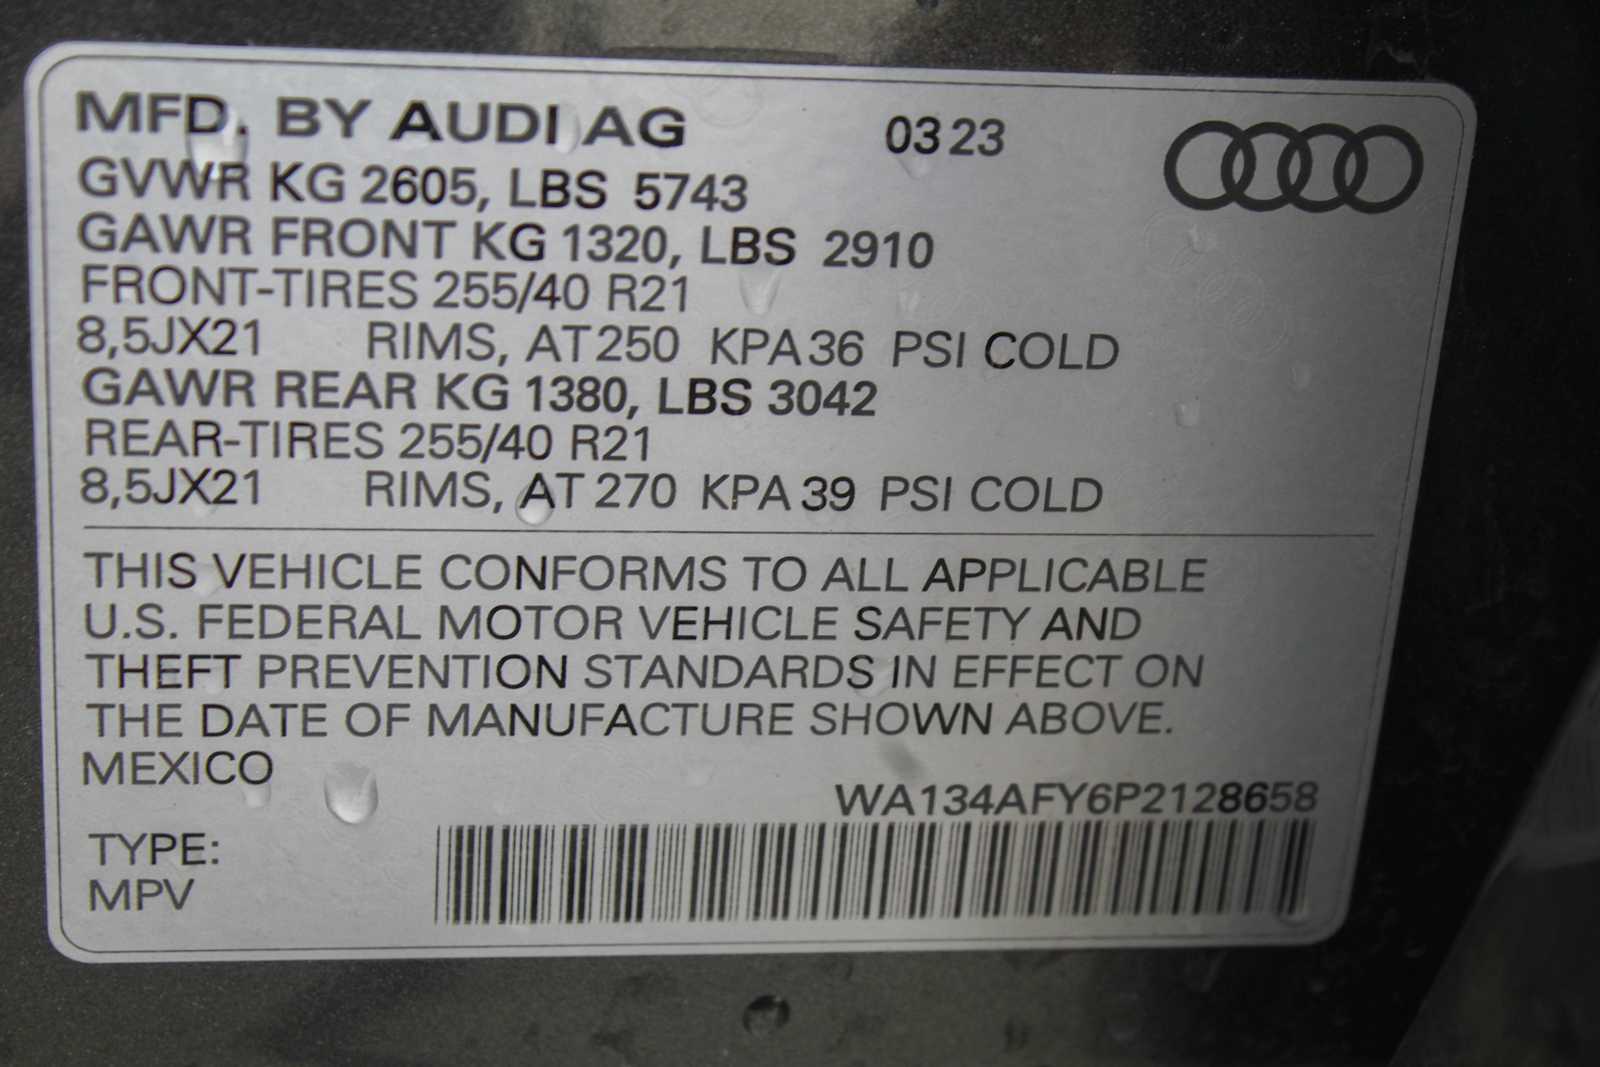 MFD. BY AUDI AG 03 23
GVWR KG 2605, LBS 5743
GAWR FRONT KG 1320, LBS 2910
FRONT-TIRES 255/40 R21
8,5JX21 RIMS, AT 250 KPA 36 PSI COLD
GAWR REAR KG 1380, LBS 3042
REAR-TIRES 255/40 R21
8,5JX21 RIMS, AT 270 KPA 39 PSI COLD
THIS VEHICLE CONFORMS TO ALL APPLICABLE
U.S. FEDERAL MOTOR VEHICLE SAFETY AND
THEFT PREVENTION STANDARDS IN EFFECT ON
THE DATE OF MANUFACTURE SHOWN ABOVE.
MEXICO
WA134AFY6P2128658
TYPE:
MPV